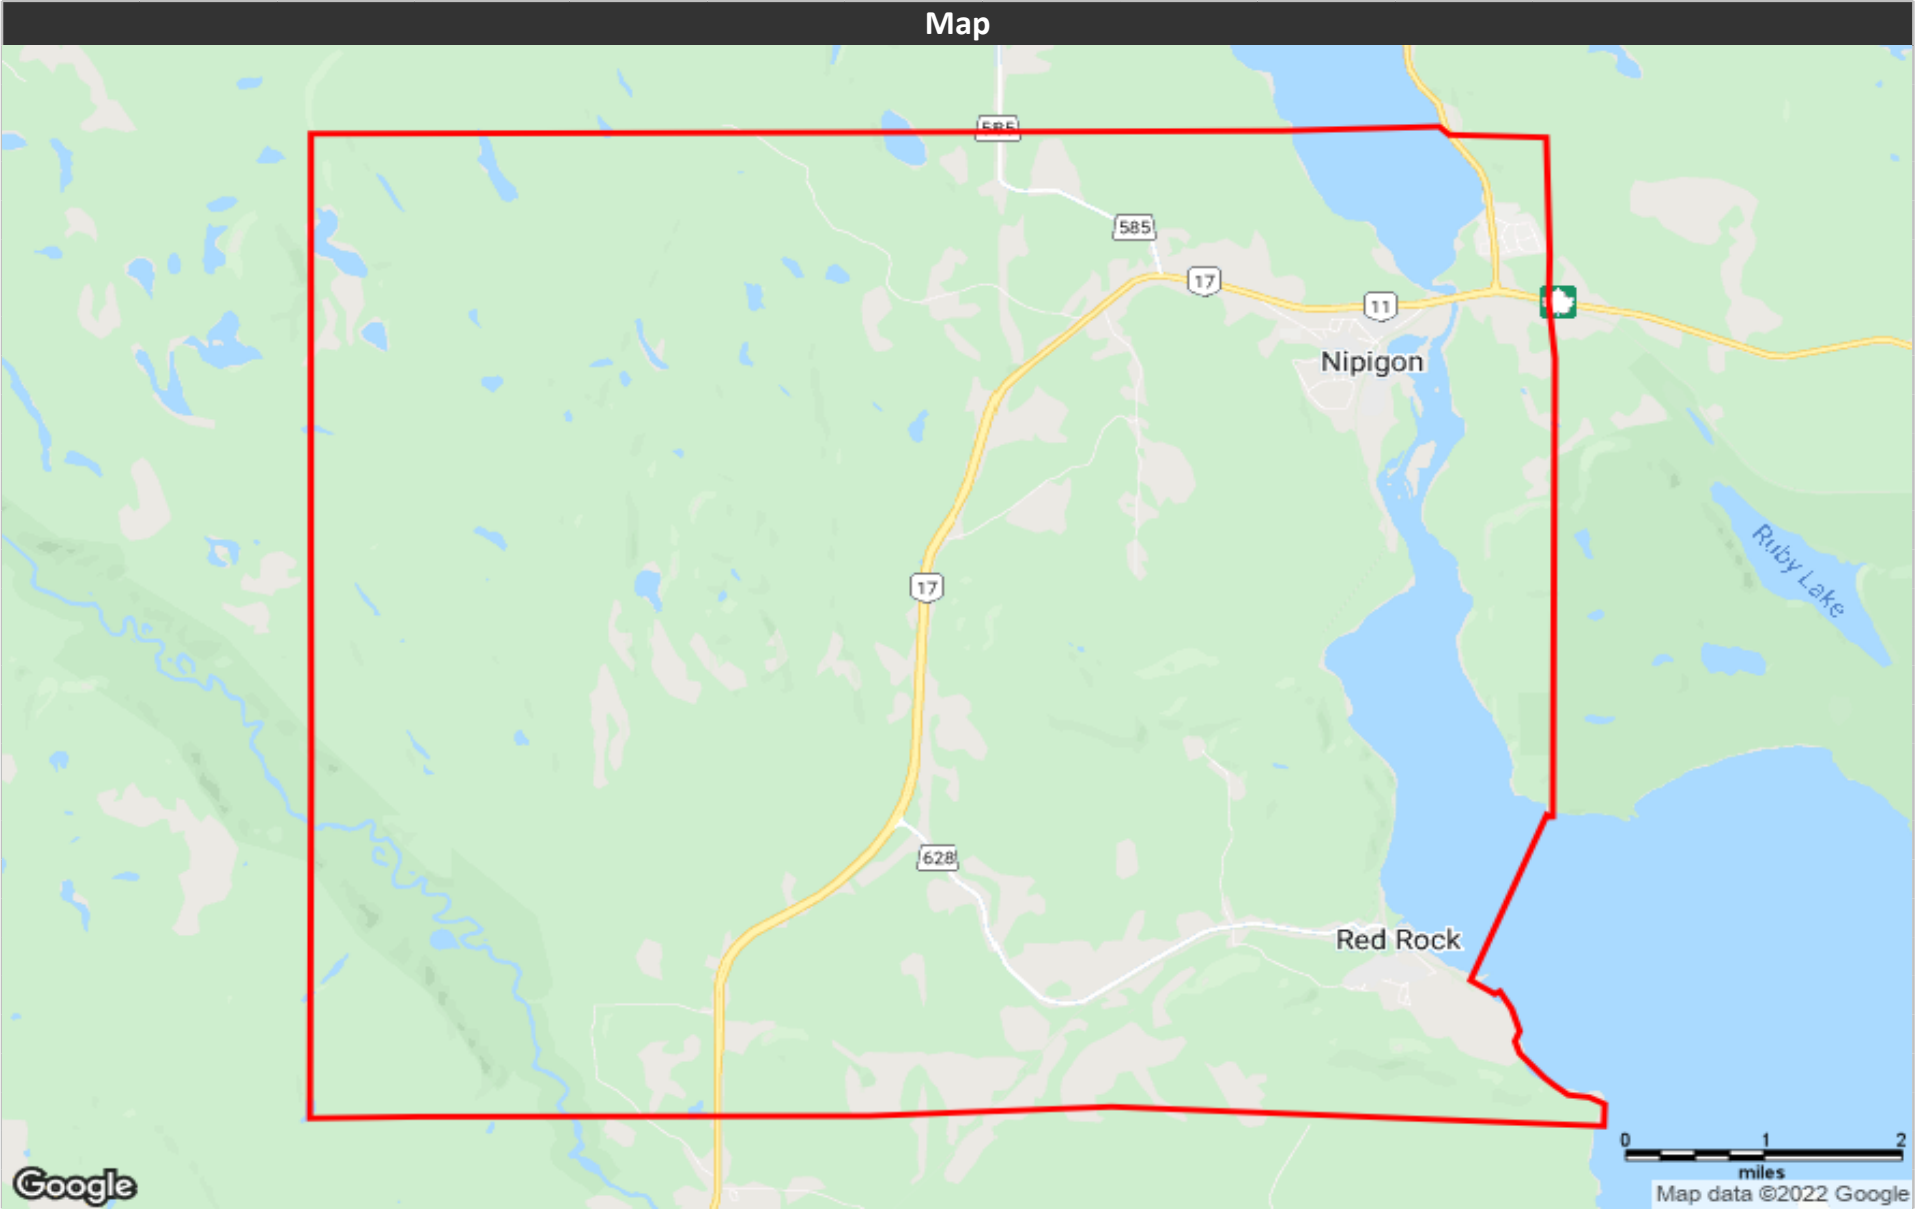 Map
585
585
17
11
Nipigon
Ruby Lake
17
628
Red Rock
0 1 2
miles
Google
Map data ©2022 Google